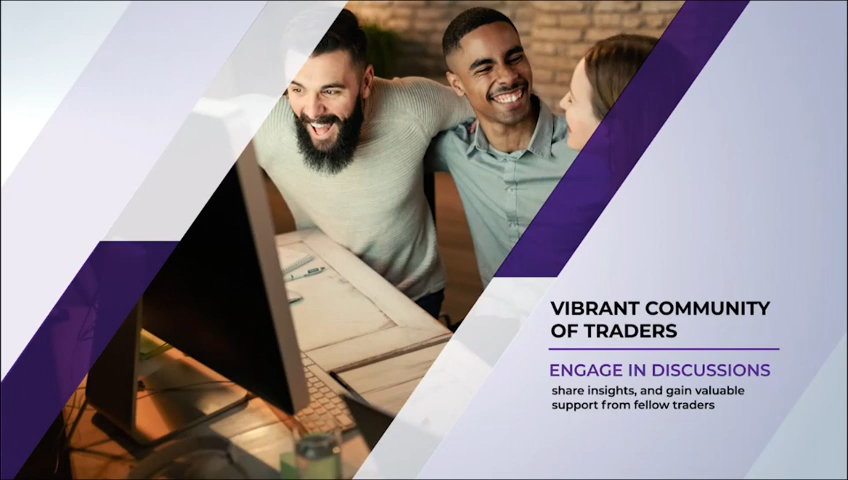 VIBRANT COMMUNITY
OF TRADERS
ENGAGE IN DISCUSSIONS
share insights, and gain valuable
support from fellow traders